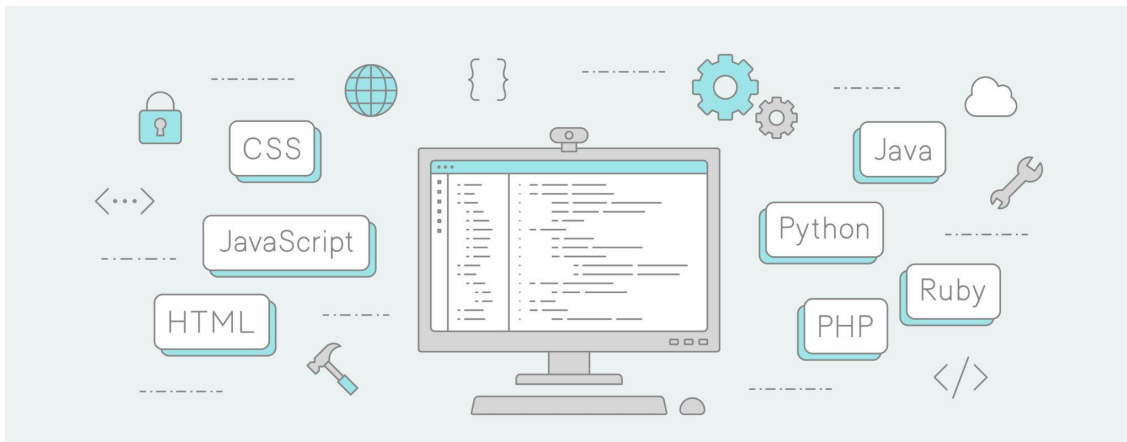 CSS
JavaScript
HTML
{ }
<···>
Java
Python
Ruby
PHP
</>